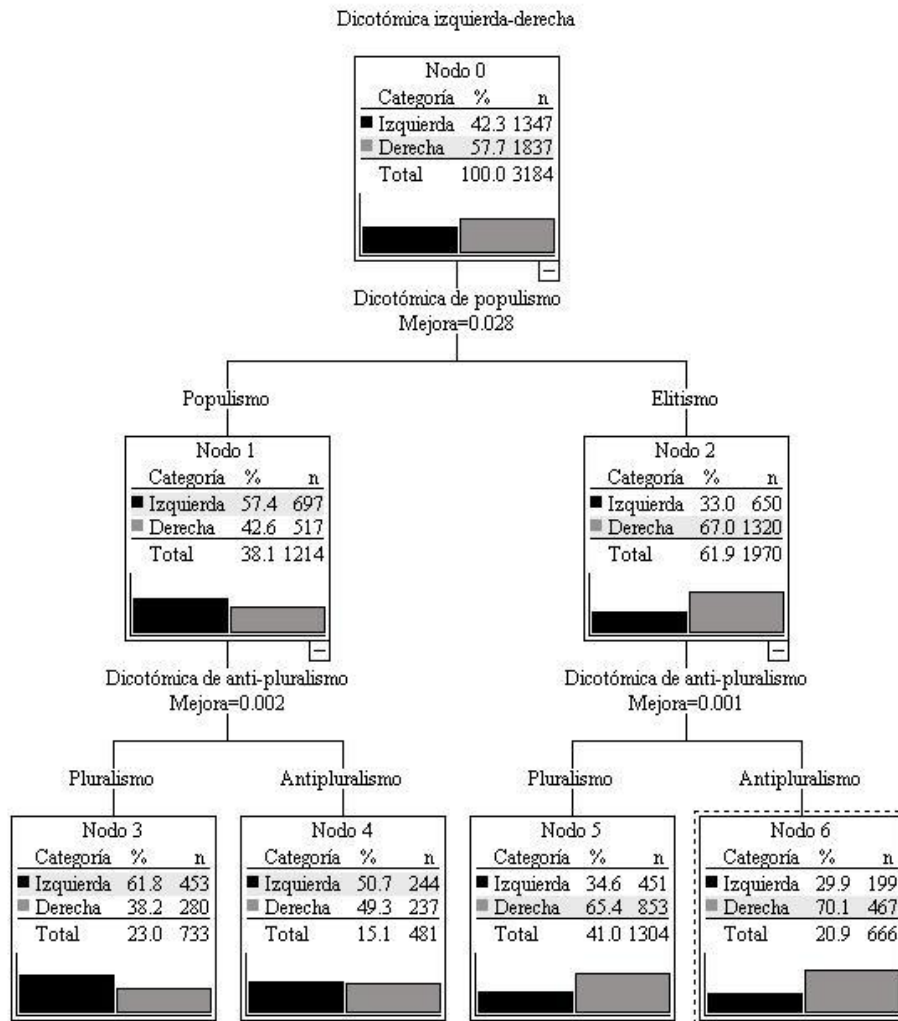 Dicotómica izquierda-derecha
Nodo 0
Categoría % n
Izquierda 42.3 1347
Derecha 57.7 1837
Total 100.0 3184
Dicotómica de populismo
Mejora=0.028
Populismo
Elitismo
Nodo 1
Categoría % n
Izquierda 57.4 697
Derecha 42.6 517
Total 38.1 1214
Nodo 2
Categoría % n
Izquierda 33.0 650
Derecha 67.0 1320
Total 61.9 1970
Dicotómica de anti-pluralismo
Mejora=0.002
Dicotómica de anti-pluralismo
Mejora=0.001
Pluralismo
Antipluralismo
Pluralismo
Antipluralismo
Nodo 3
Categoría % n
Izquierda 61.8 453
Derecha 38.2 280
Total 23.0 733
Nodo 4
Categoría % n
Izquierda 50.7 244
Derecha 49.3 237
Total 15.1 481
Nodo 5
Categoría % n
Izquierda 34.6 451
Derecha 65.4 853
Total 41.0 1304
Nodo 6
Categoría % n
Izquierda 29.9 199
Derecha 70.1 467
Total 20.9 666